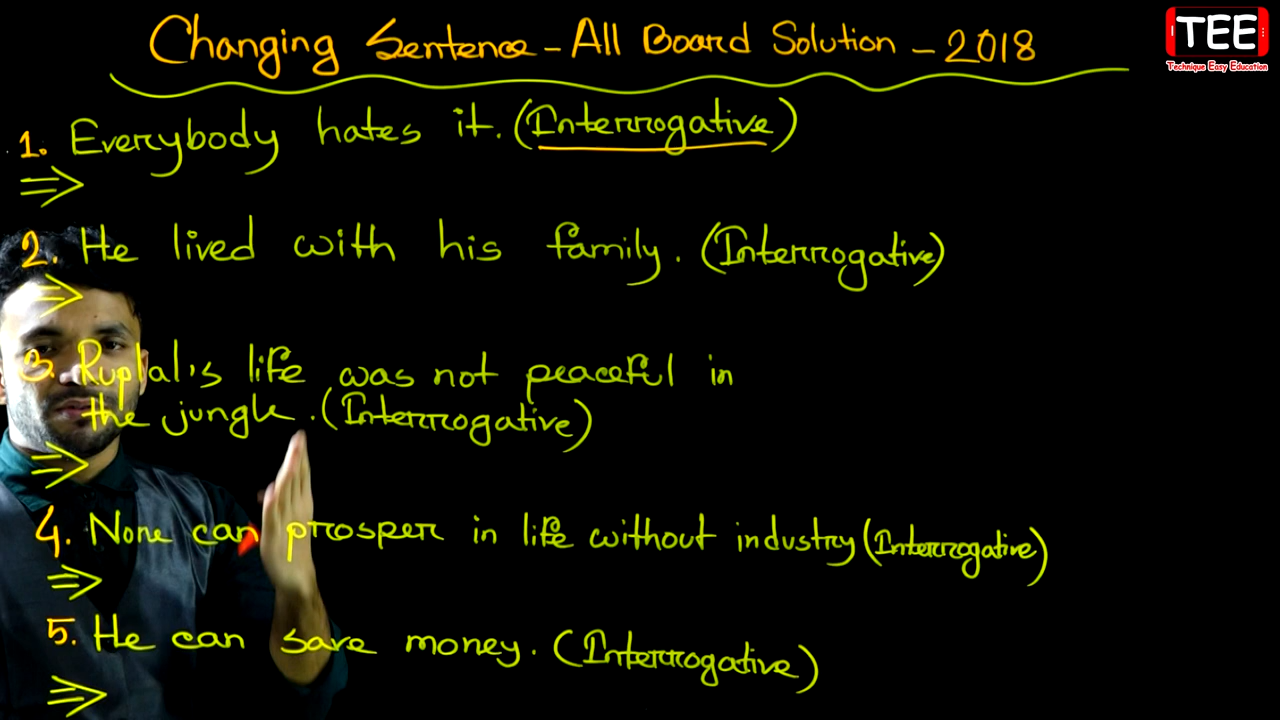 Changing Sentence - All Board Solution - 2018
TEE
Technique Easy Education
1. Everybody hates it. (Interrogative)
⇒
2. He lived with his family. (Interrogative)
⇒
3. Ruplal's life was not peaceful in
the jungle. (Interrogative)
⇒
4. None can prosper in life without industry (Interrogative)
⇒
5. He can save money. (Interrogative)
⇒